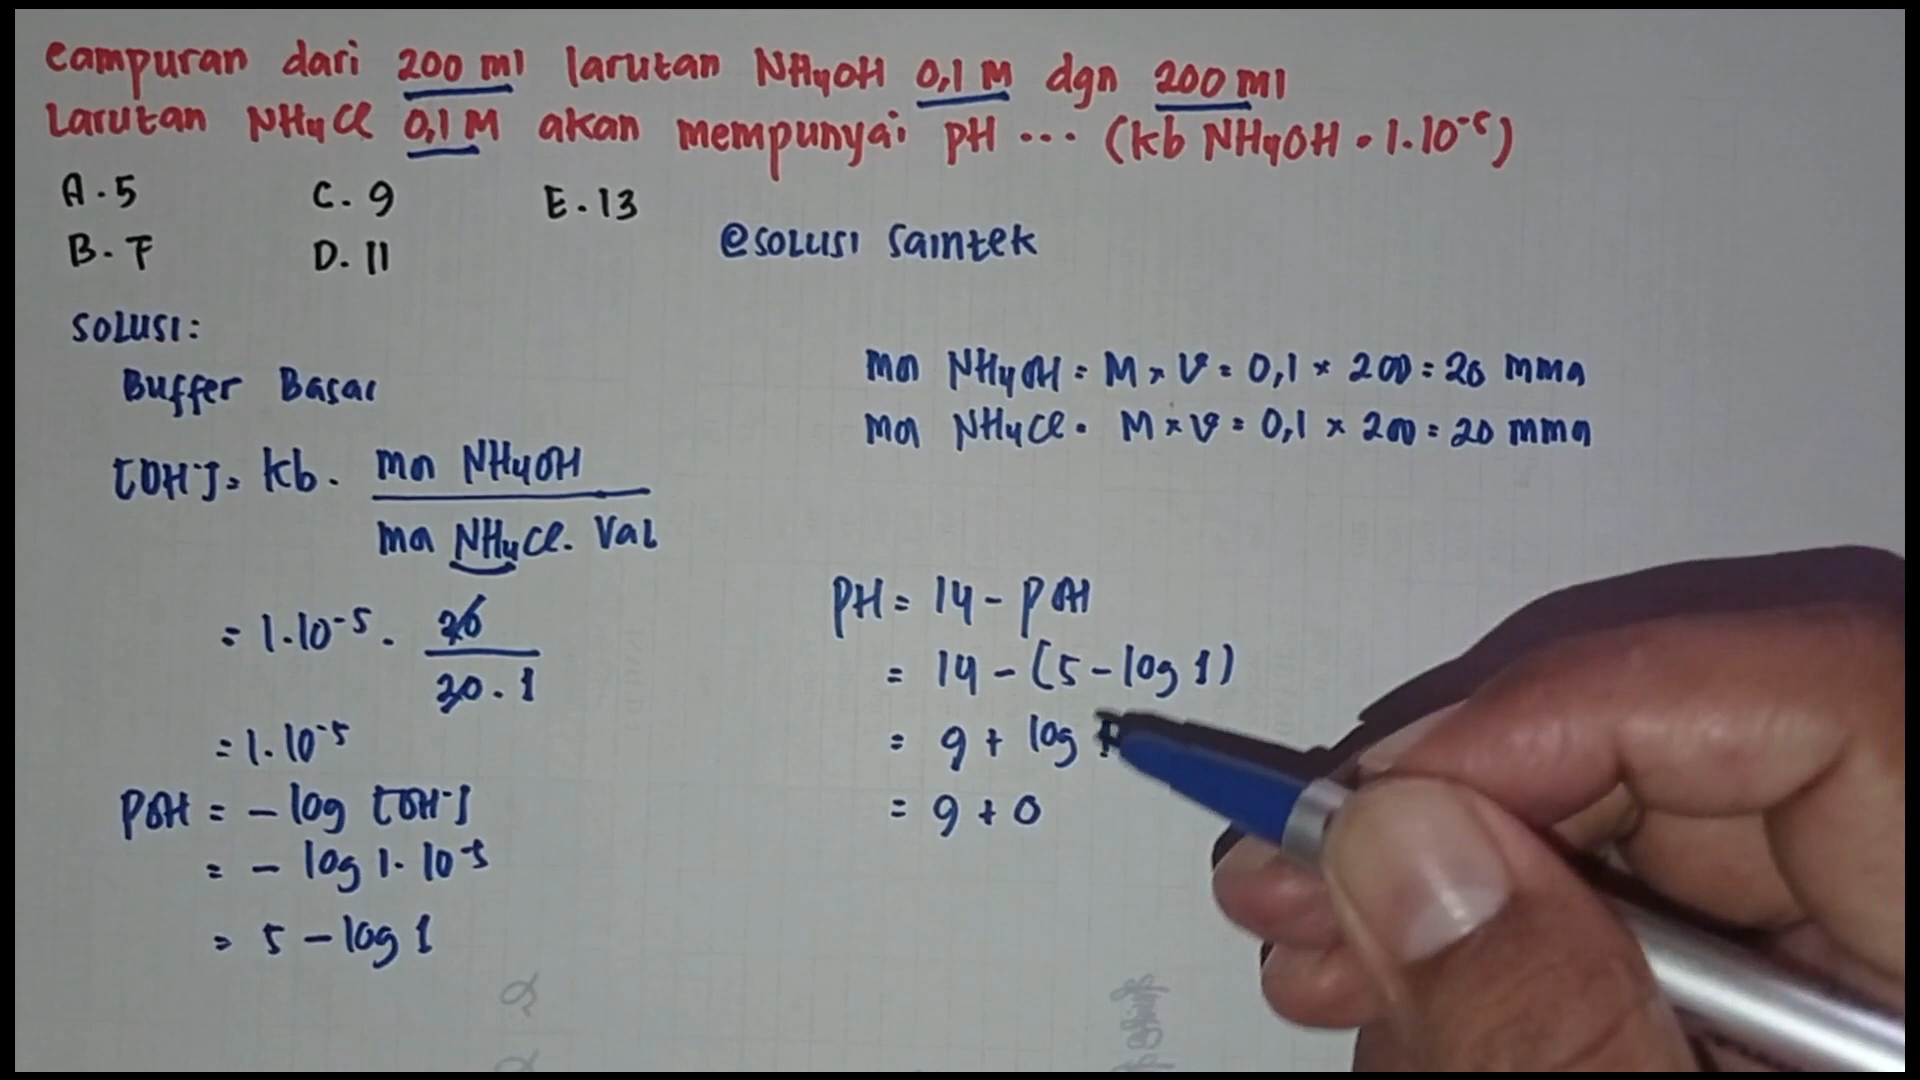 campuran dari 200 ml larutan NH4OH 0,1 M dgn 200 ml
Larutan NH4Cl 0,1 M akan mempunyai pH ... (kb NH4OH = 1.10⁻⁵)
A. 5 C. 9 E. 13
B. 7 D. 11
@SOLUSI Saintek
SOLUSI:
Buffer Basa
mol NH4OH = M x V = 0,1 x 200 = 20 mmol
mol NH4Cl = M x V = 0,1 x 200 = 20 mmol
[OH⁻] = kb . mol NH4OH
mol NH4Cl . Val
= 1.10⁻⁵ . 20
20 . 1
= 1.10⁻⁵
POH = - log [OH⁻]
= - log 1. 10⁻⁵
= 5 - log 1
PH = 14 - POH
= 14 - (5 - log 1)
= 9 + log
= 9 + 0